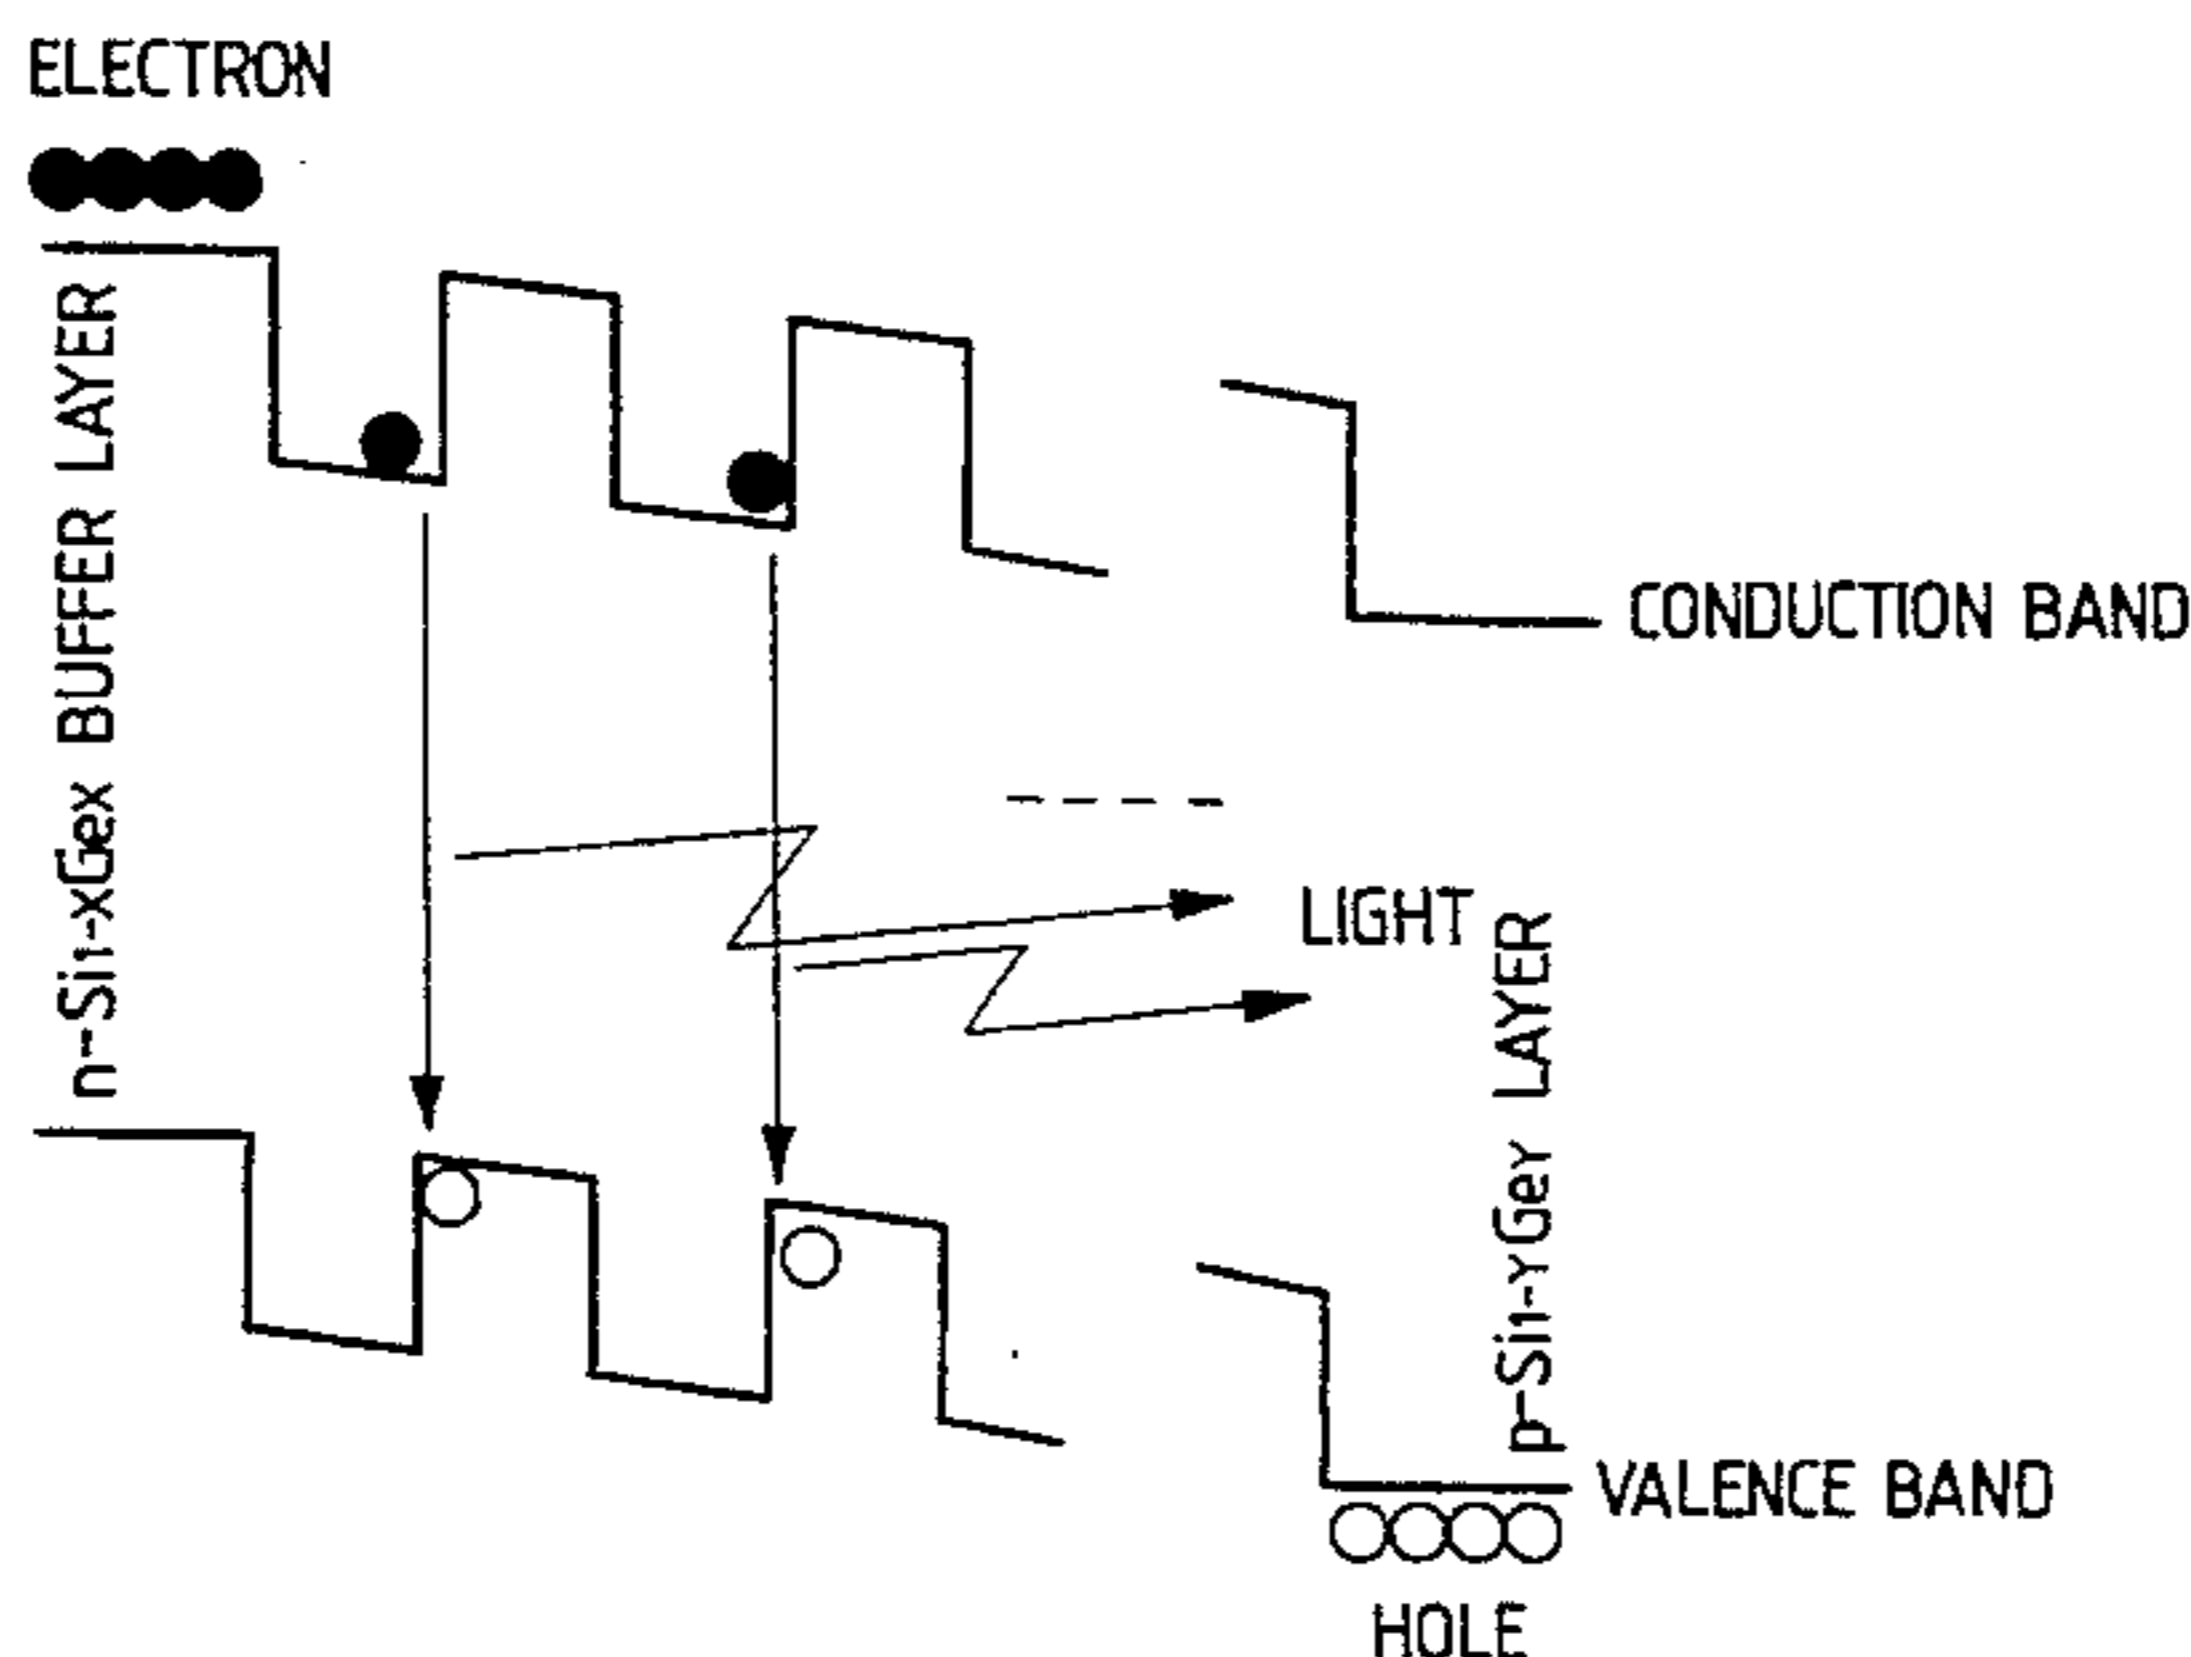 ELECTRON
n-Si1-xGex BUFFER LAYER
CONDUCTION BAND
LIGHT
p-Si1-YGeY LAYER
VALENCE BAND
HOLE